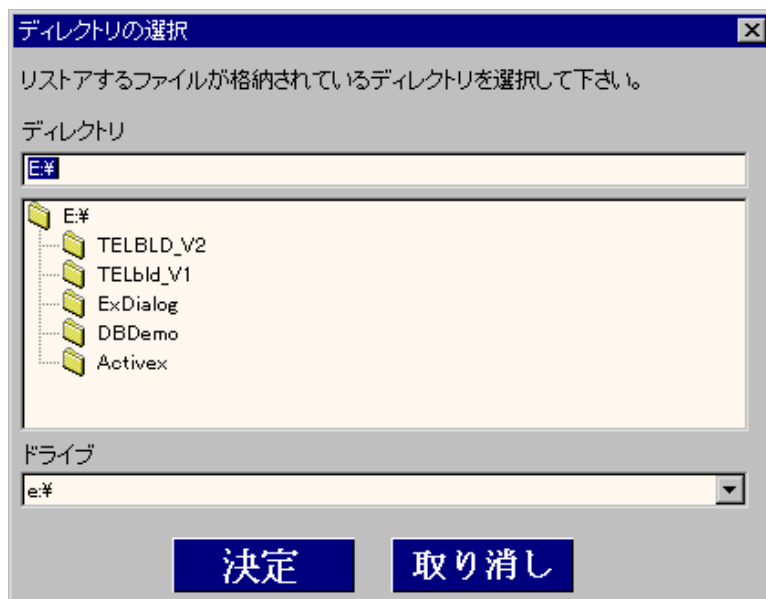 ディレクトリの選択
リストアするファイルが格納されているディレクトリを選択して下さい。
ディレクトリ
E:¥
E:¥
TELBLD_V2
TELbld_V1
ExDialog
DBDemo
Activex
ドライブ
e:¥
決定 取り消し